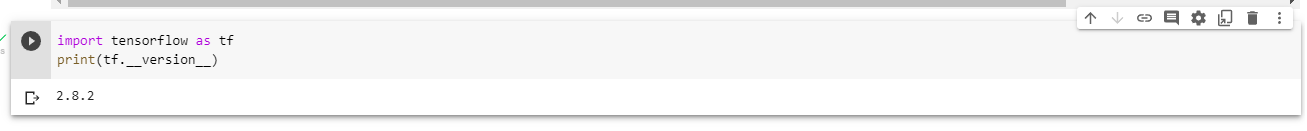 import tensorflow as tf
print(tf.__version__)
2.8.2